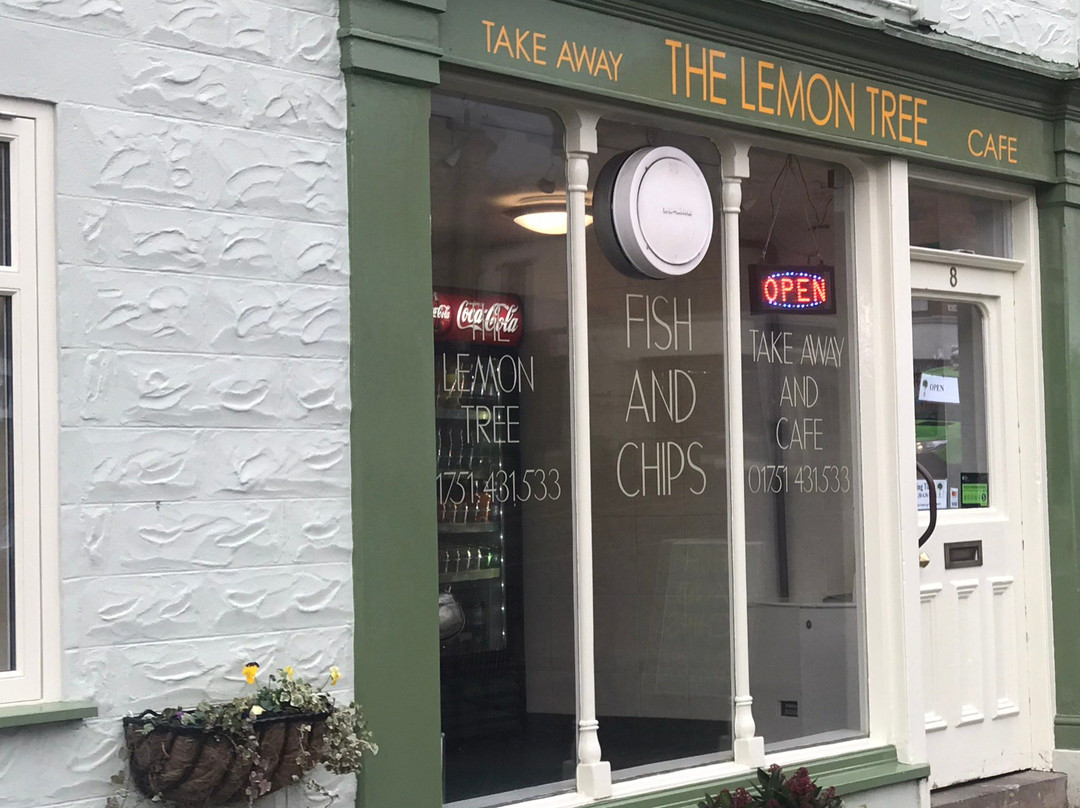 TAKE AWAY THE LEMON TREE CAFE
8
Coca-Cola
THE
LEMON
TREE
1751 431533
FISH
AND
CHIPS
OPEN
TAKE AWAY
AND
CAFE
01751 431533
OPEN